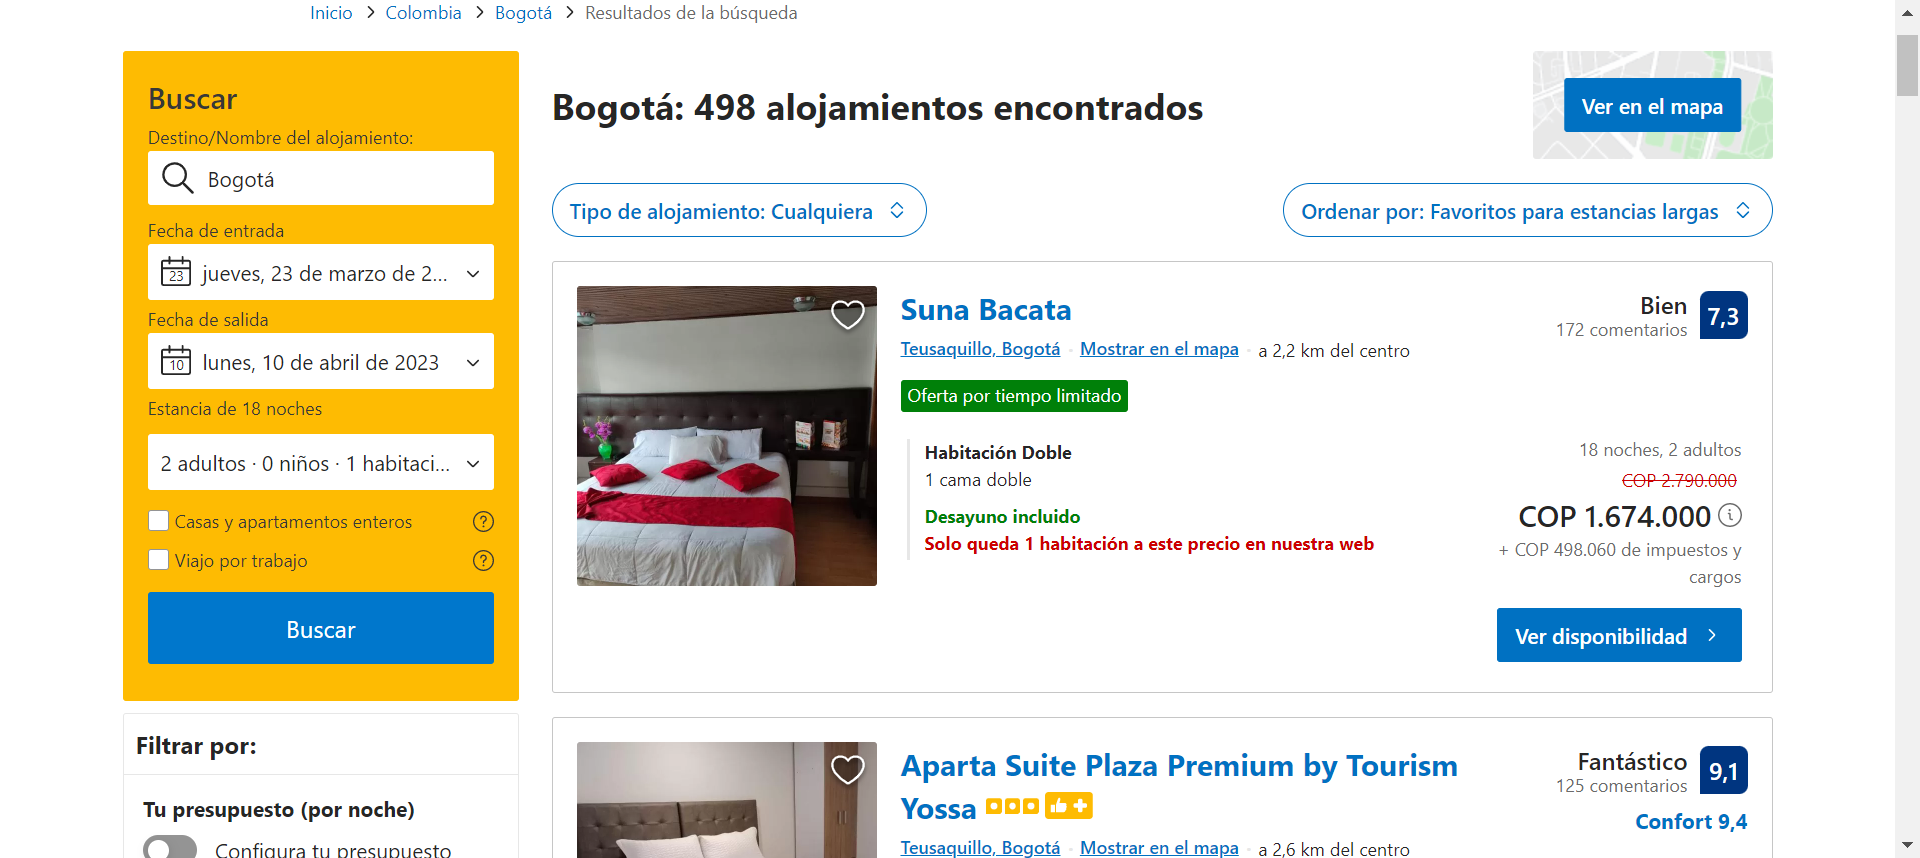 Inicio > Colombia > Bogotá > Resultados de la búsqueda
Buscar
Destino/Nombre del alojamiento:
Bogotá
Fecha de entrada
23 jueves, 23 de marzo de 2...
Fecha de salida
10 lunes, 10 de abril de 2023
Estancia de 18 noches
2 adultos · 0 niños · 1 habitaci...
Casas y apartamentos enteros ?
Viajo por trabajo ?
Buscar
Filtrar por:
Tu presupuesto (por noche)
Configura tu presupuesto
Bogotá: 498 alojamientos encontrados
Ver en el mapa
Tipo de alojamiento: Cualquiera
Ordenar por: Favoritos para estancias largas
Suna Bacata
Teusaquillo, Bogotá · Mostrar en el mapa · a 2,2 km del centro
Oferta por tiempo limitado
Habitación Doble
1 cama doble
Desayuno incluido
Solo queda 1 habitación a este precio en nuestra web
Bien 7,3
172 comentarios
18 noches, 2 adultos
COP 2.790.000
COP 1.674.000
+ COP 498.060 de impuestos y
cargos
Ver disponibilidad
Aparta Suite Plaza Premium by Tourism
Yossa
Teusaquillo, Bogotá · Mostrar en el mapa · a 2,6 km del centro
Fantástico 9,1
125 comentarios
Confort 9,4